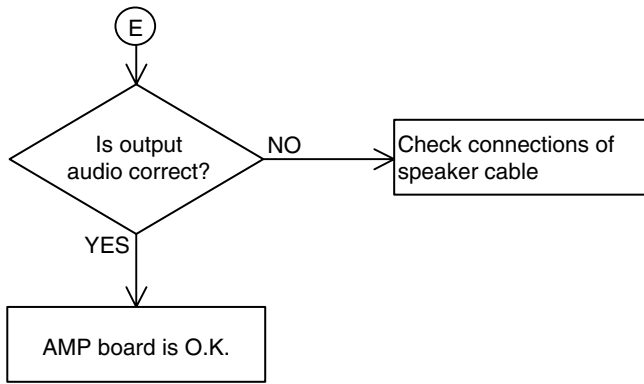 E
Is output
audio correct?
NO
Check connections of
speaker cable
YES
AMP board is O.K.